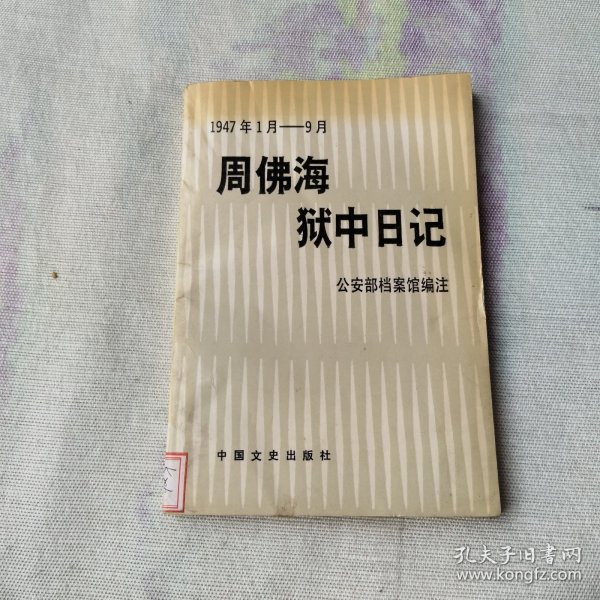 1947年1月——9月
周佛海
狱中日记
公安部档案馆编注
中国文史出版社
孔夫子旧书网
www.kongfz.com